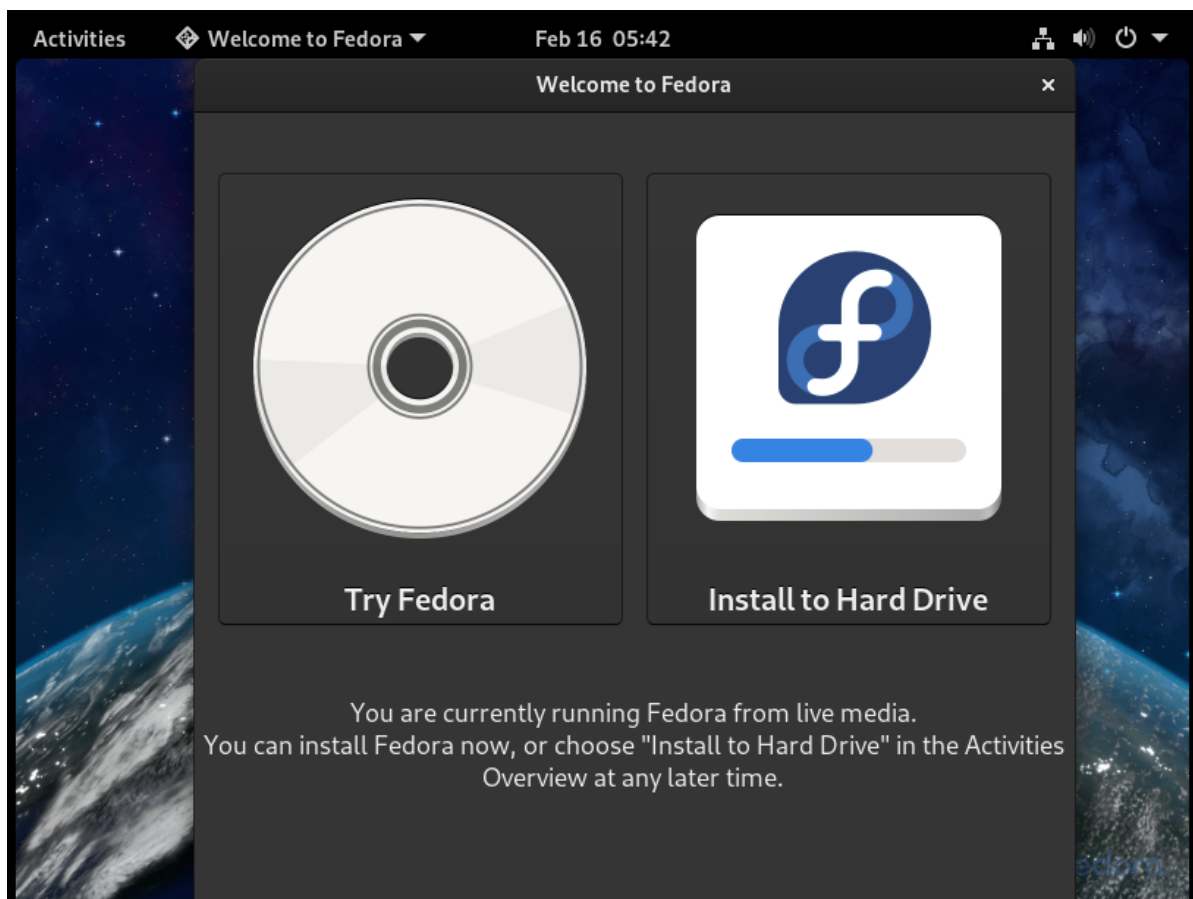 Activities Welcome to Fedora Feb 16 05:42
Welcome to Fedora ×
Try Fedora Install to Hard Drive
You are currently running Fedora from live media.
You can install Fedora now, or choose "Install to Hard Drive" in the Activities
Overview at any later time.
edora